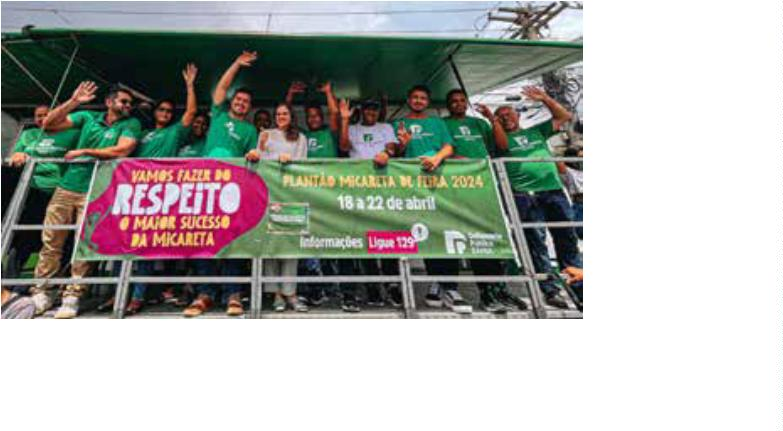 VAMOS FAZER DO
RESPEITO
O MAIOR SUCESSO
DA MICARETA
PLANTÃO MICARETA DE FEIRA 2024
18 a 22 de abril
Informações Ligue 129
Defensoria
Pública
BAHIA